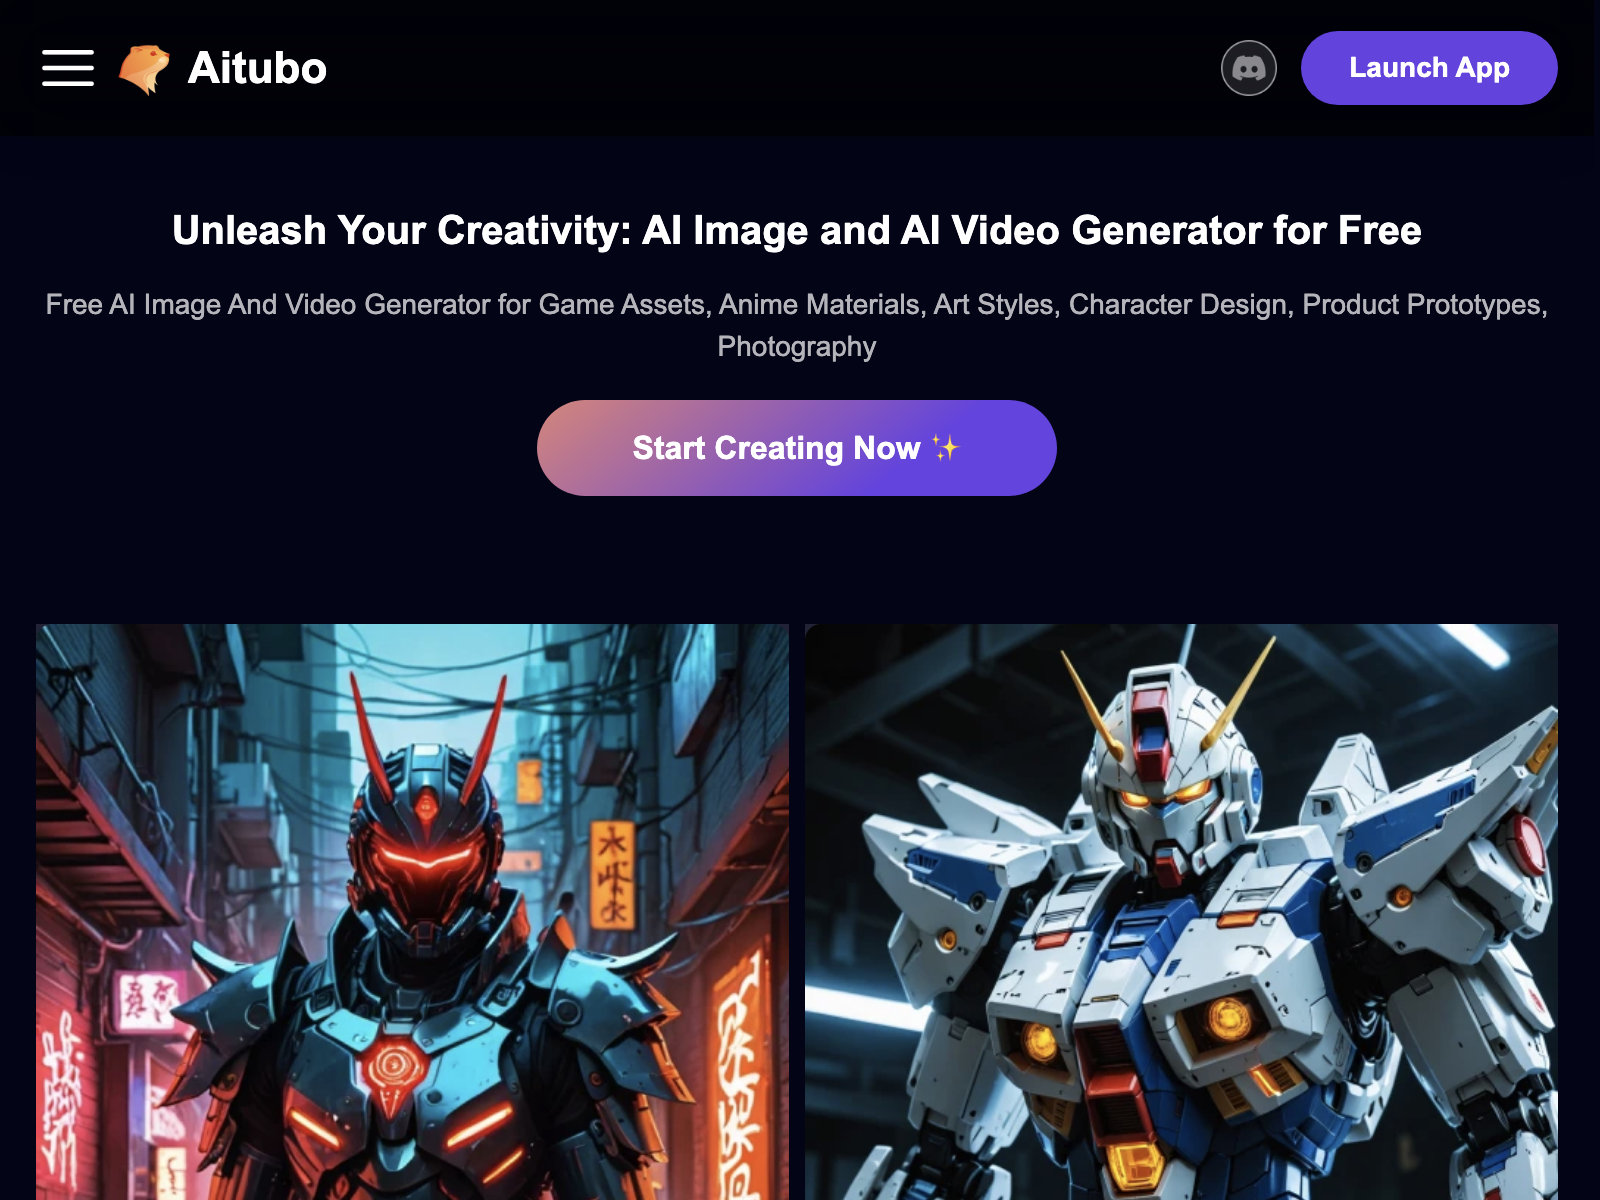 Aitubo
Launch App
Unleash Your Creativity: AI Image and AI Video Generator for Free
Free AI Image And Video Generator for Game Assets, Anime Materials, Art Styles, Character Design, Product Prototypes,
Photography
Start Creating Now ✨